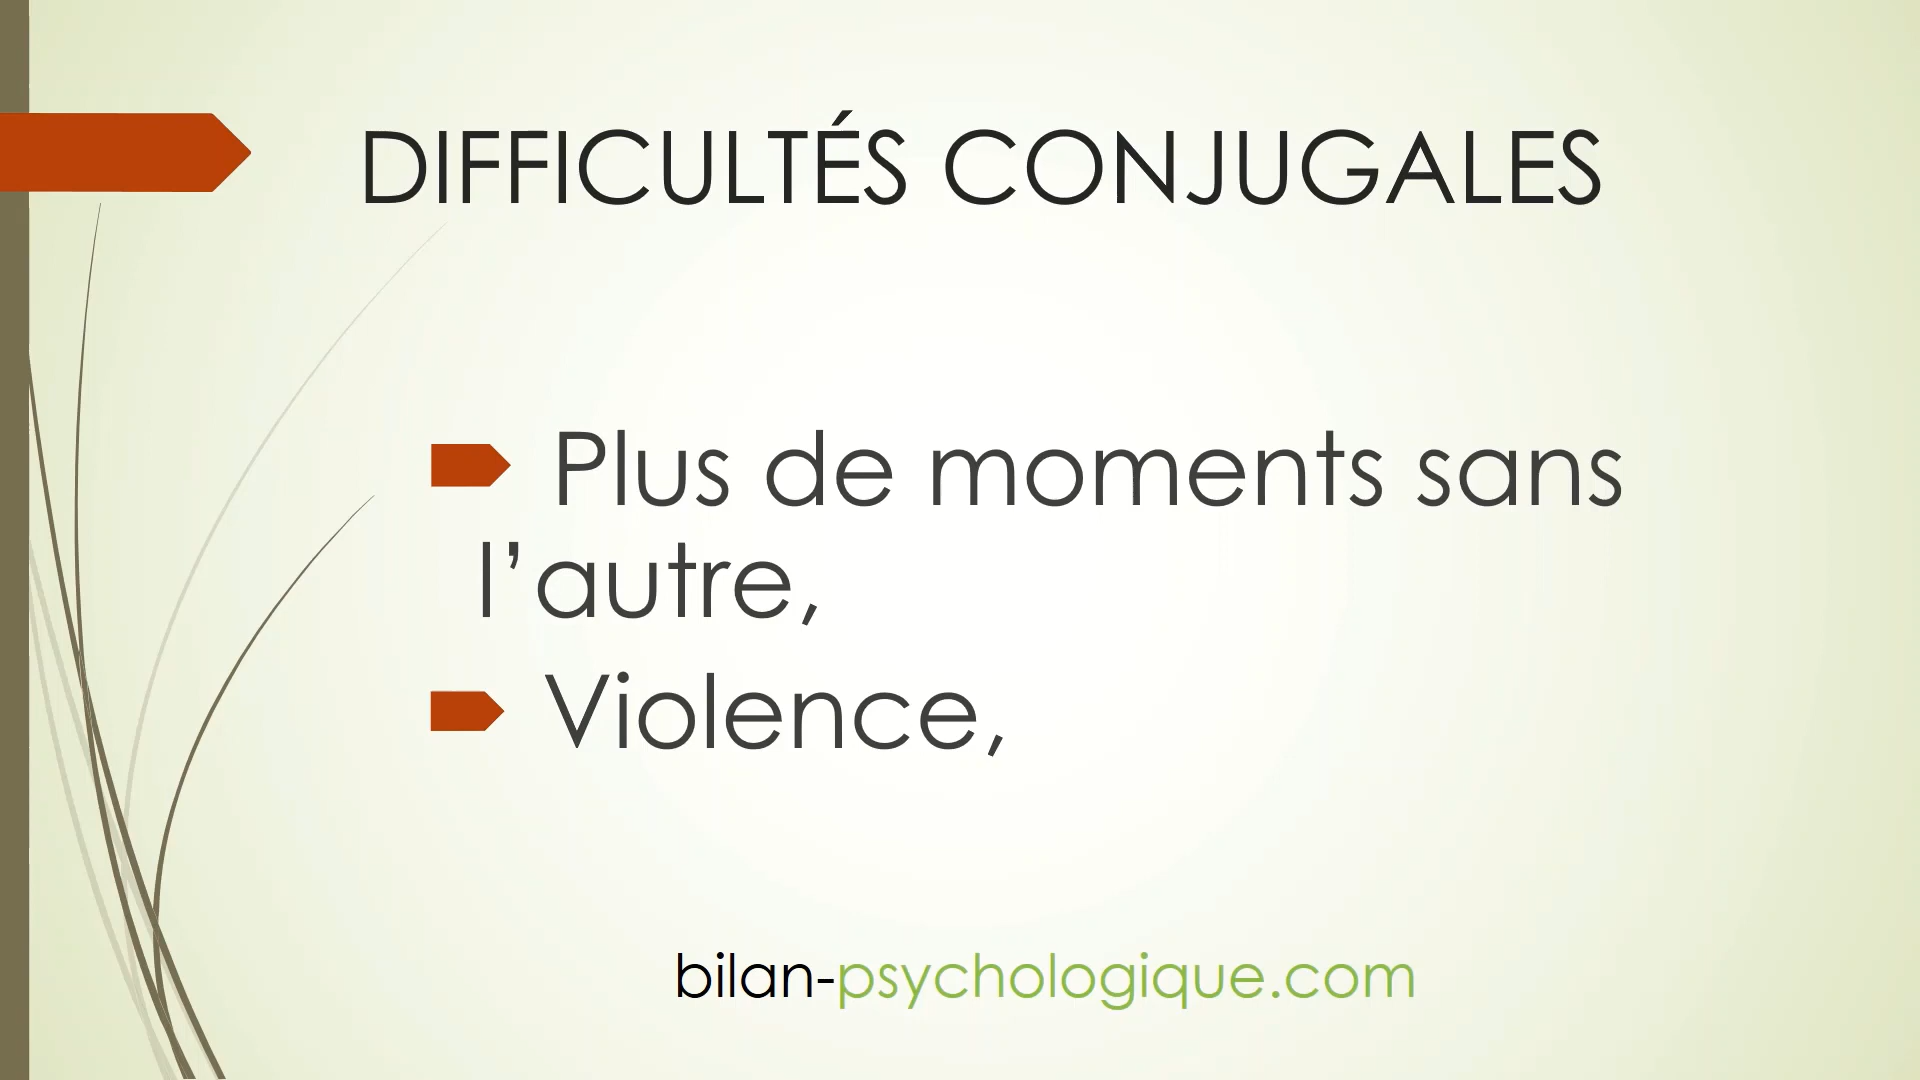 DIFFICULTÉS CONJUGALES
Plus de moments sans
l’autre,
Violence,
bilan-psychologique.com